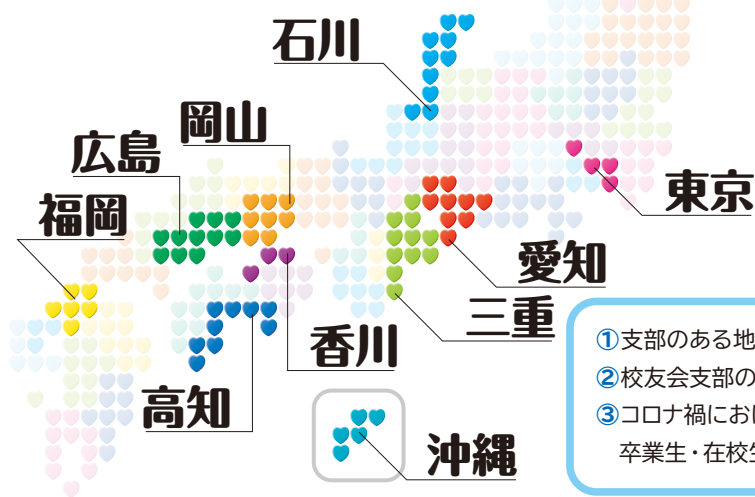 石川
岡山
広島
福岡
東京
愛知
三重
香川
高知
沖縄
①支部のある地
②校友会支部の
③コロナ禍にお
卒業生・在校生